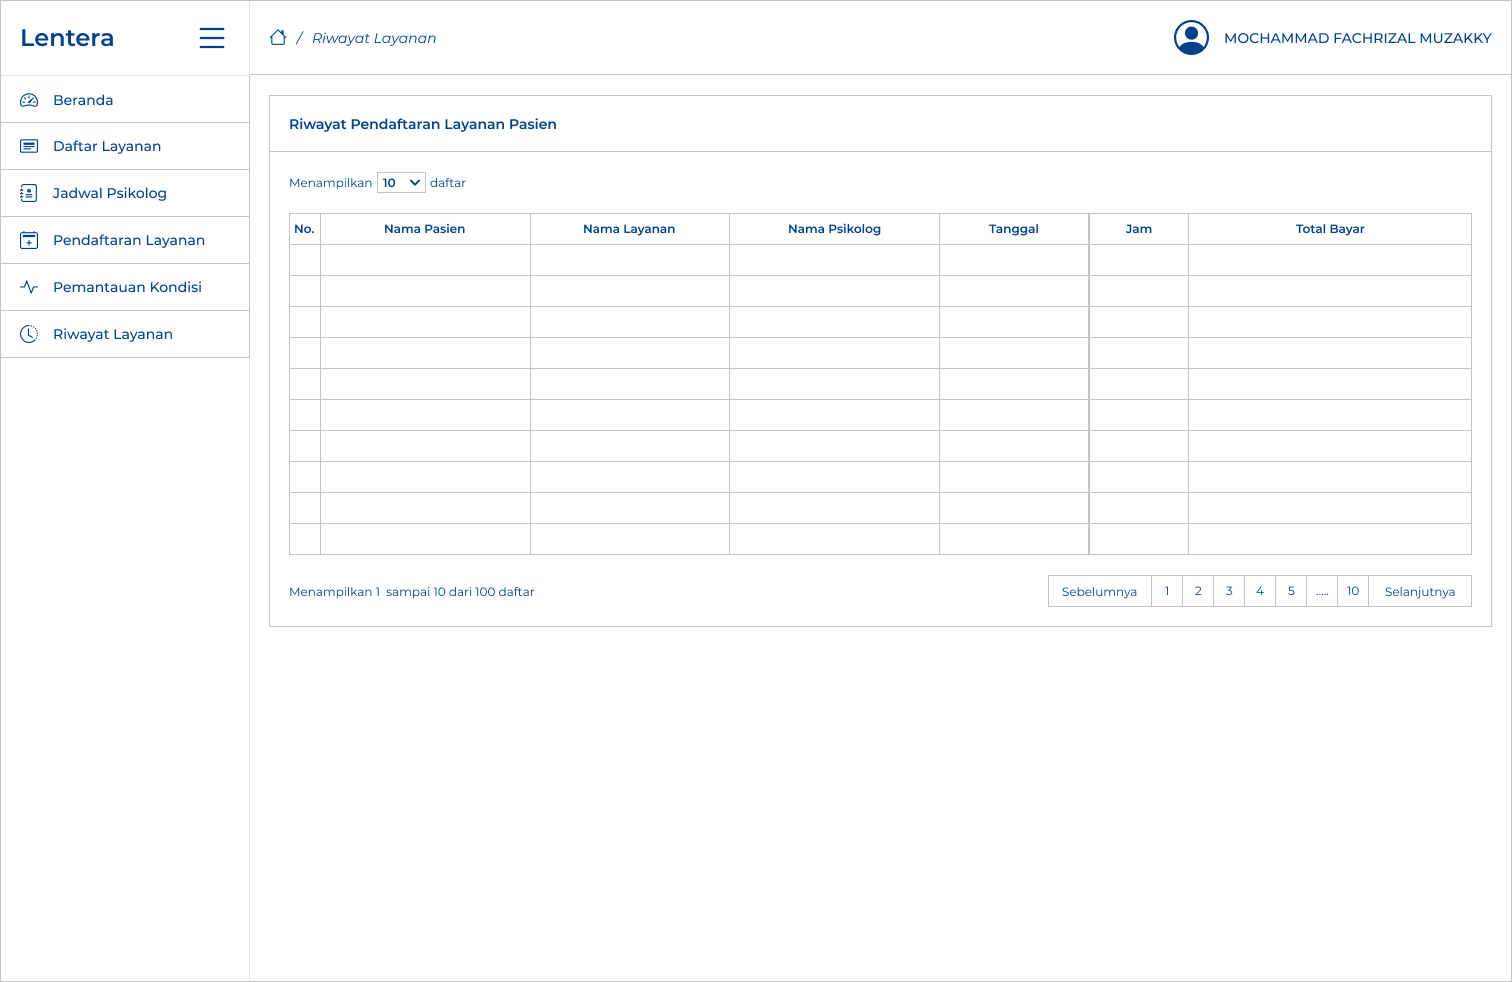 Lentera
/ Riwayat Layanan
MOCHAMMAD FACHRIZAL MUZAKKY
Beranda
Daftar Layanan
Jadwal Psikolog
Pendaftaran Layanan
Pemantauan Kondisi
Riwayat Layanan
Riwayat Pendaftaran Layanan Pasien
Menampilkan 10 daftar
No. Nama Pasien Nama Layanan Nama Psikolog Tanggal Jam Total Bayar
Menampilkan 1 sampai 10 dari 100 daftar
Sebelumnya 1 2 3 4 5 ..... 10 Selanjutnya